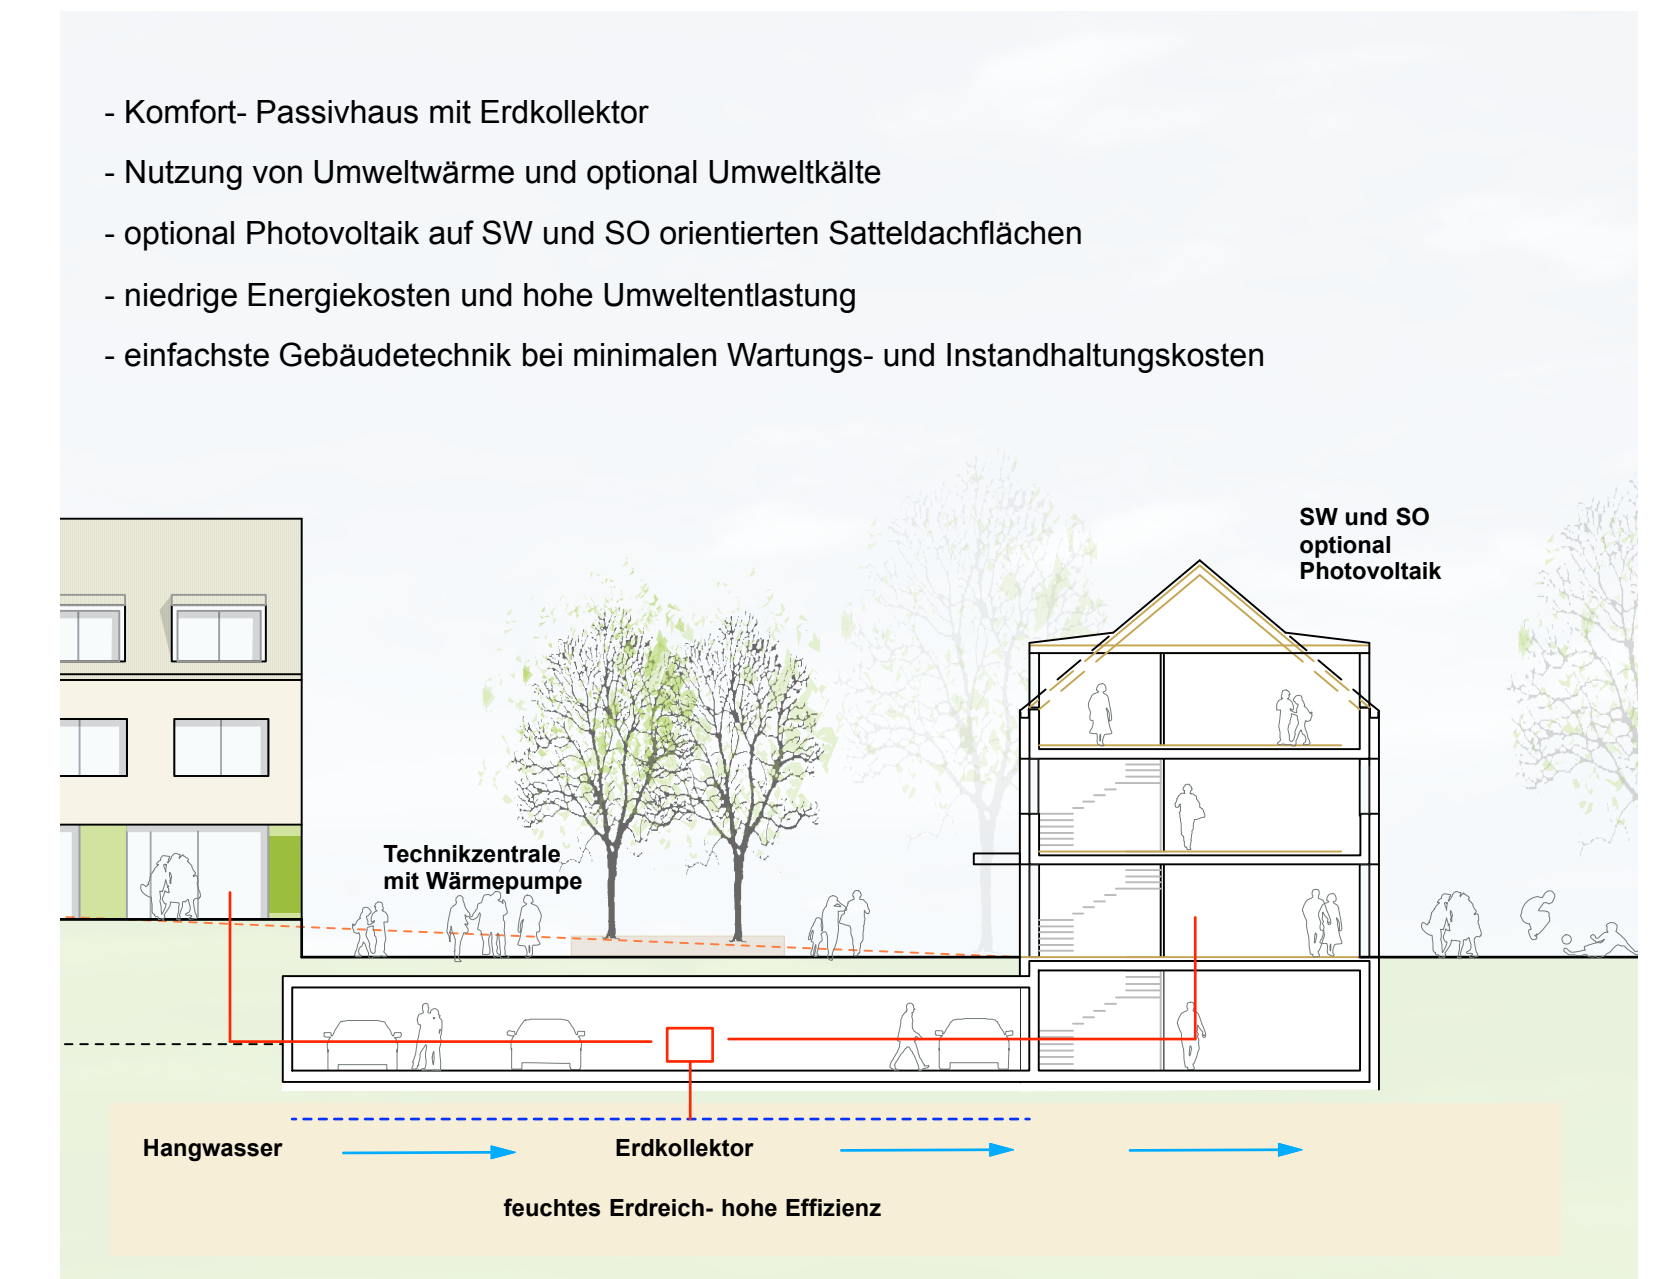 - Komfort- Passivhaus mit Erdkollektor
- Nutzung von Umweltwärme und optional Umweltkälte
- optional Photovoltaik auf SW und SO orientierten Satteldachflächen
- niedrige Energiekosten und hohe Umweltentlastung
- einfachste Gebäudetechnik bei minimalen Wartungs- und Instandhaltungskosten
SW und SO
optional
Photovoltaik
Technikzentrale
mit Wärmepumpe
Hangwasser
Erdkollektor
feuchtes Erdreich- hohe Effizienz